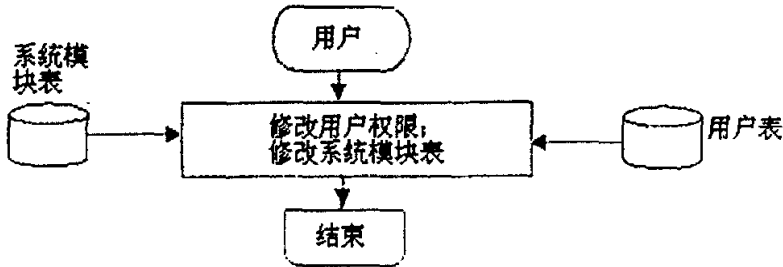 用户
系统模
块表
修改用户权限；
修改系统模块表
用户表
结束